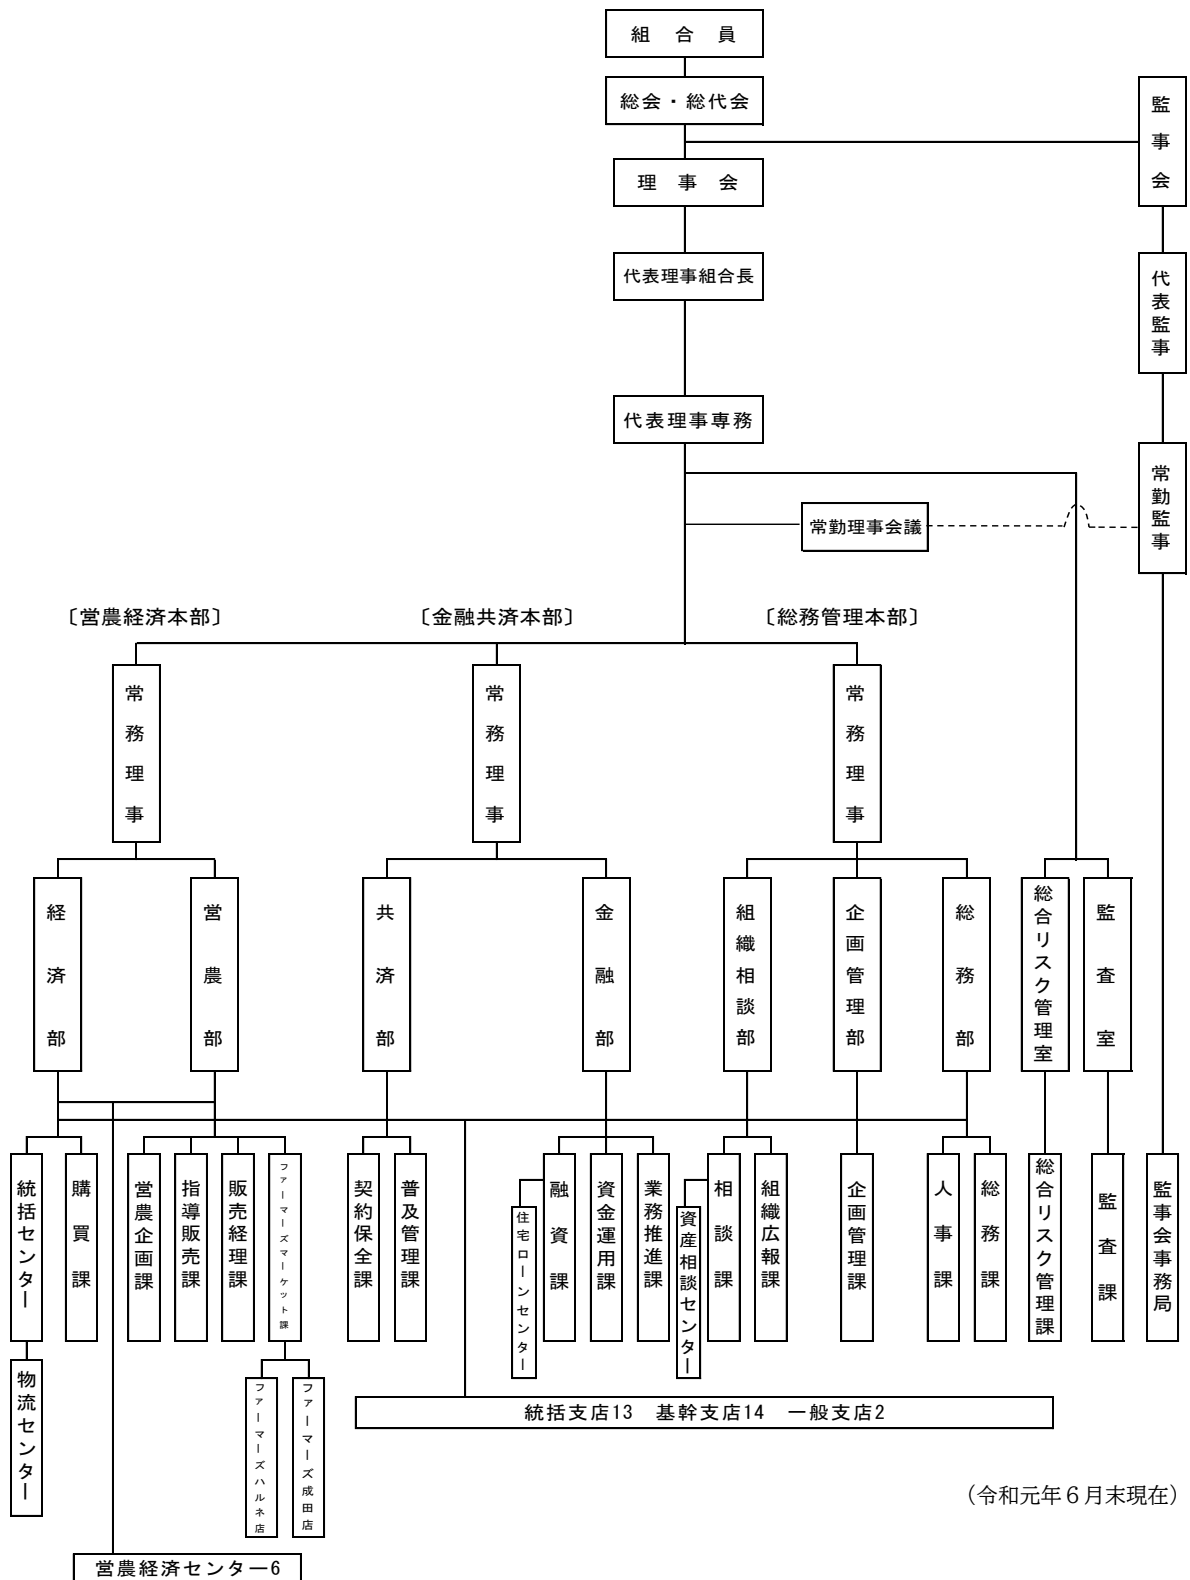 組合員
総会・総代会
監事会
理事会
代表理事組合長
代表監事
代表理事専務
常勤監事
常勤理事会議
〔営農経済本部〕
〔金融共済本部〕
〔総務管理本部〕
常務理事
常務理事
常務理事
経済部
営農部
共済部
金融部
組織相談部
企画管理部
総務部
総合リスク管理室
監査室
統括センター
購買課
営農企画課
指導販売課
販売経理課
ファーマーズマーケット課
契約保全課
普及管理課
住宅ローンセンター
融資課
資金運用課
業務推進課
資産相談センター
相談課
組織広報課
企画管理課
人事課
総務課
総合リスク管理課
監査課
監事会事務局
物流センター
ファーマーズハルネ店
ファーマーズ成田店
統括支店13 基幹支店14 一般支店2
（令和元年６月末現在）
営農経済センター6